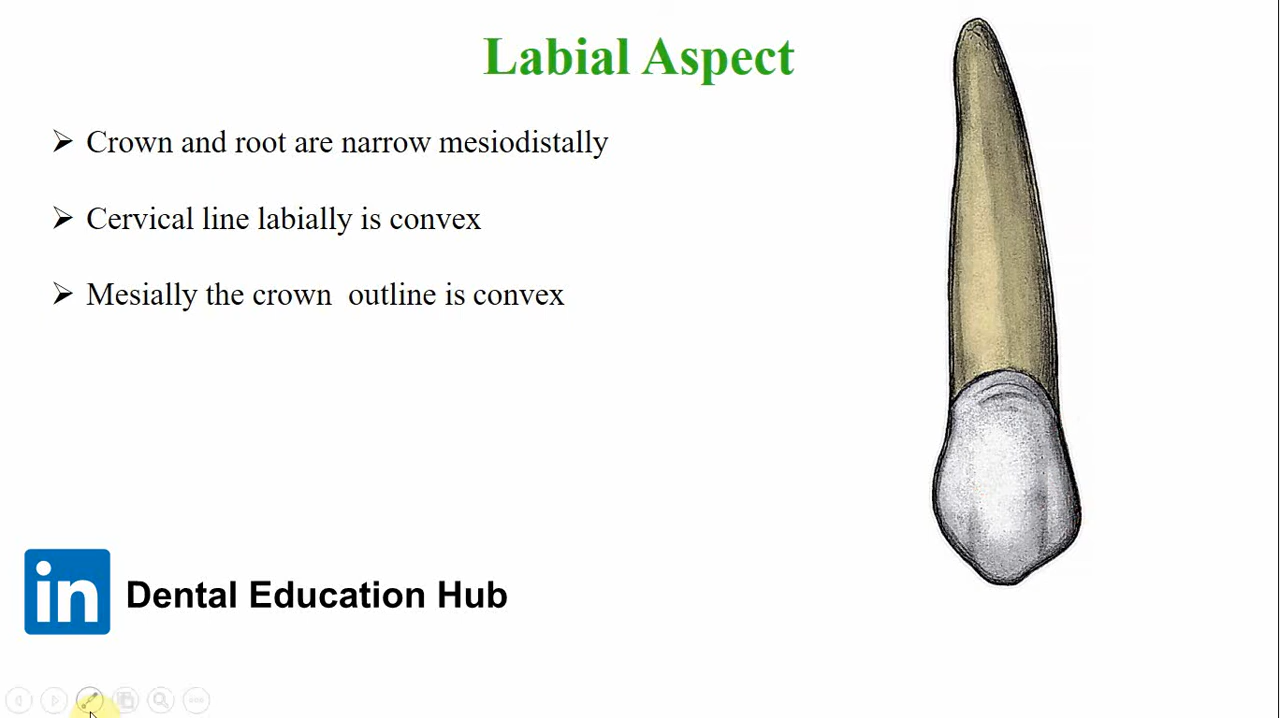 Labial Aspect
Crown and root are narrow mesiodistally
Cervical line labially is convex
Mesially the crown  outline is convex
in
Dental Education Hub